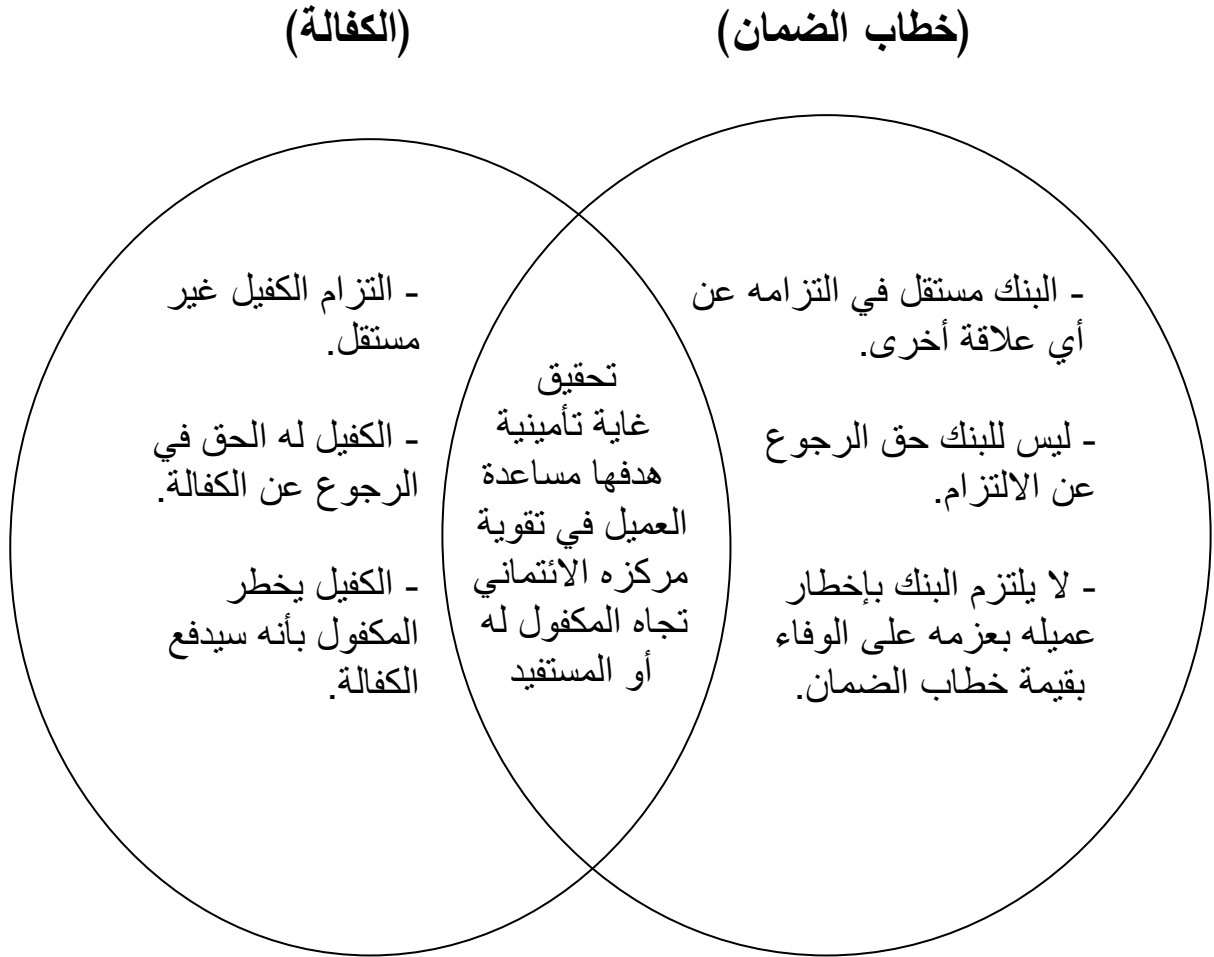 (خطاب الضمان)
(الكفالة)
- البنك مستقل في التزامه عن
أي علاقة أخرى.
- ليس للبنك حق الرجوع
عن الالتزام.
- لا يلتزم البنك بإخطار
عميله بعزمه على الوفاء
بقيمة خطاب الضمان.
تحقيق
غاية تأمينية
هدفها مساعدة
العميل في تقوية
مركزه الائتماني
تجاه المكفول له
أو المستفيد
- التزام الكفيل غير
مستقل.
- الكفيل له الحق في
الرجوع عن الكفالة.
- الكفيل يخطر
المكفول بأنه سيدفع
الكفالة.